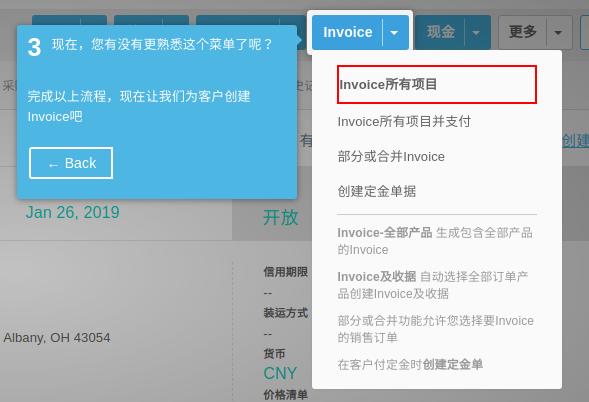 Invoice
现金
更多
3 现在，您有没有更熟悉这个菜单了呢？
完成以上流程，现在让我们为客户创建
Invoice吧
← Back
Invoice所有项目
Invoice所有项目并支付
部分或合并Invoice
创建定金单据
Invoice-全部产品 生成包含全部产品
的Invoice
Invoice及收据 自动选择全部订单产
品创建Invoice及收据
部分或合并功能允许您选择要Invoice
的销售订单
在客户付定金时创建定金单
采购
史记
有
创建
Jan 26, 2019
开放
信用期限
--
装运方式
--
Albany, OH 43054
货币
CNY
价格清单